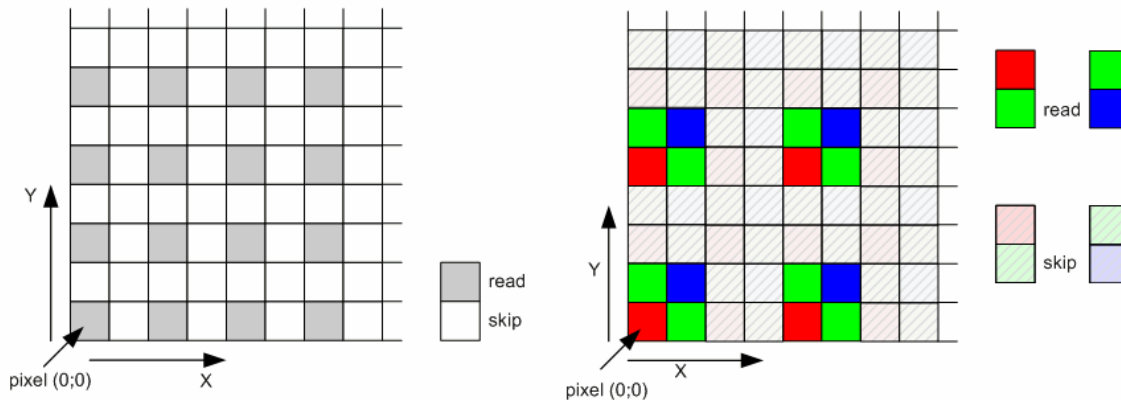 Y
read
skip
X
pixel (0;0)
read
skip
Y
X
pixel (0;0)